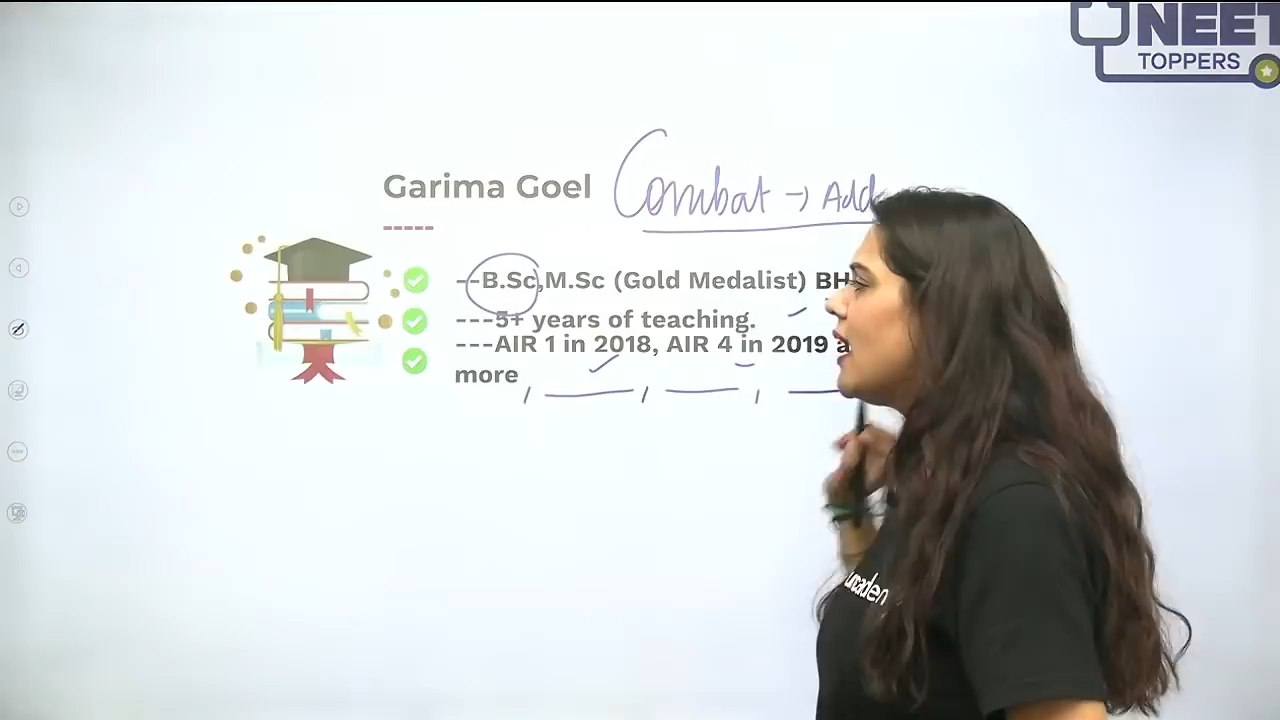 NEET
TOPPERS
Garima Goel Combat → Add
-----
--B.Sc,M.Sc (Gold Medalist) BH
---5+ years of teaching.
---AIR 1 in 2018, AIR 4 in 2019 a
more
unacaden